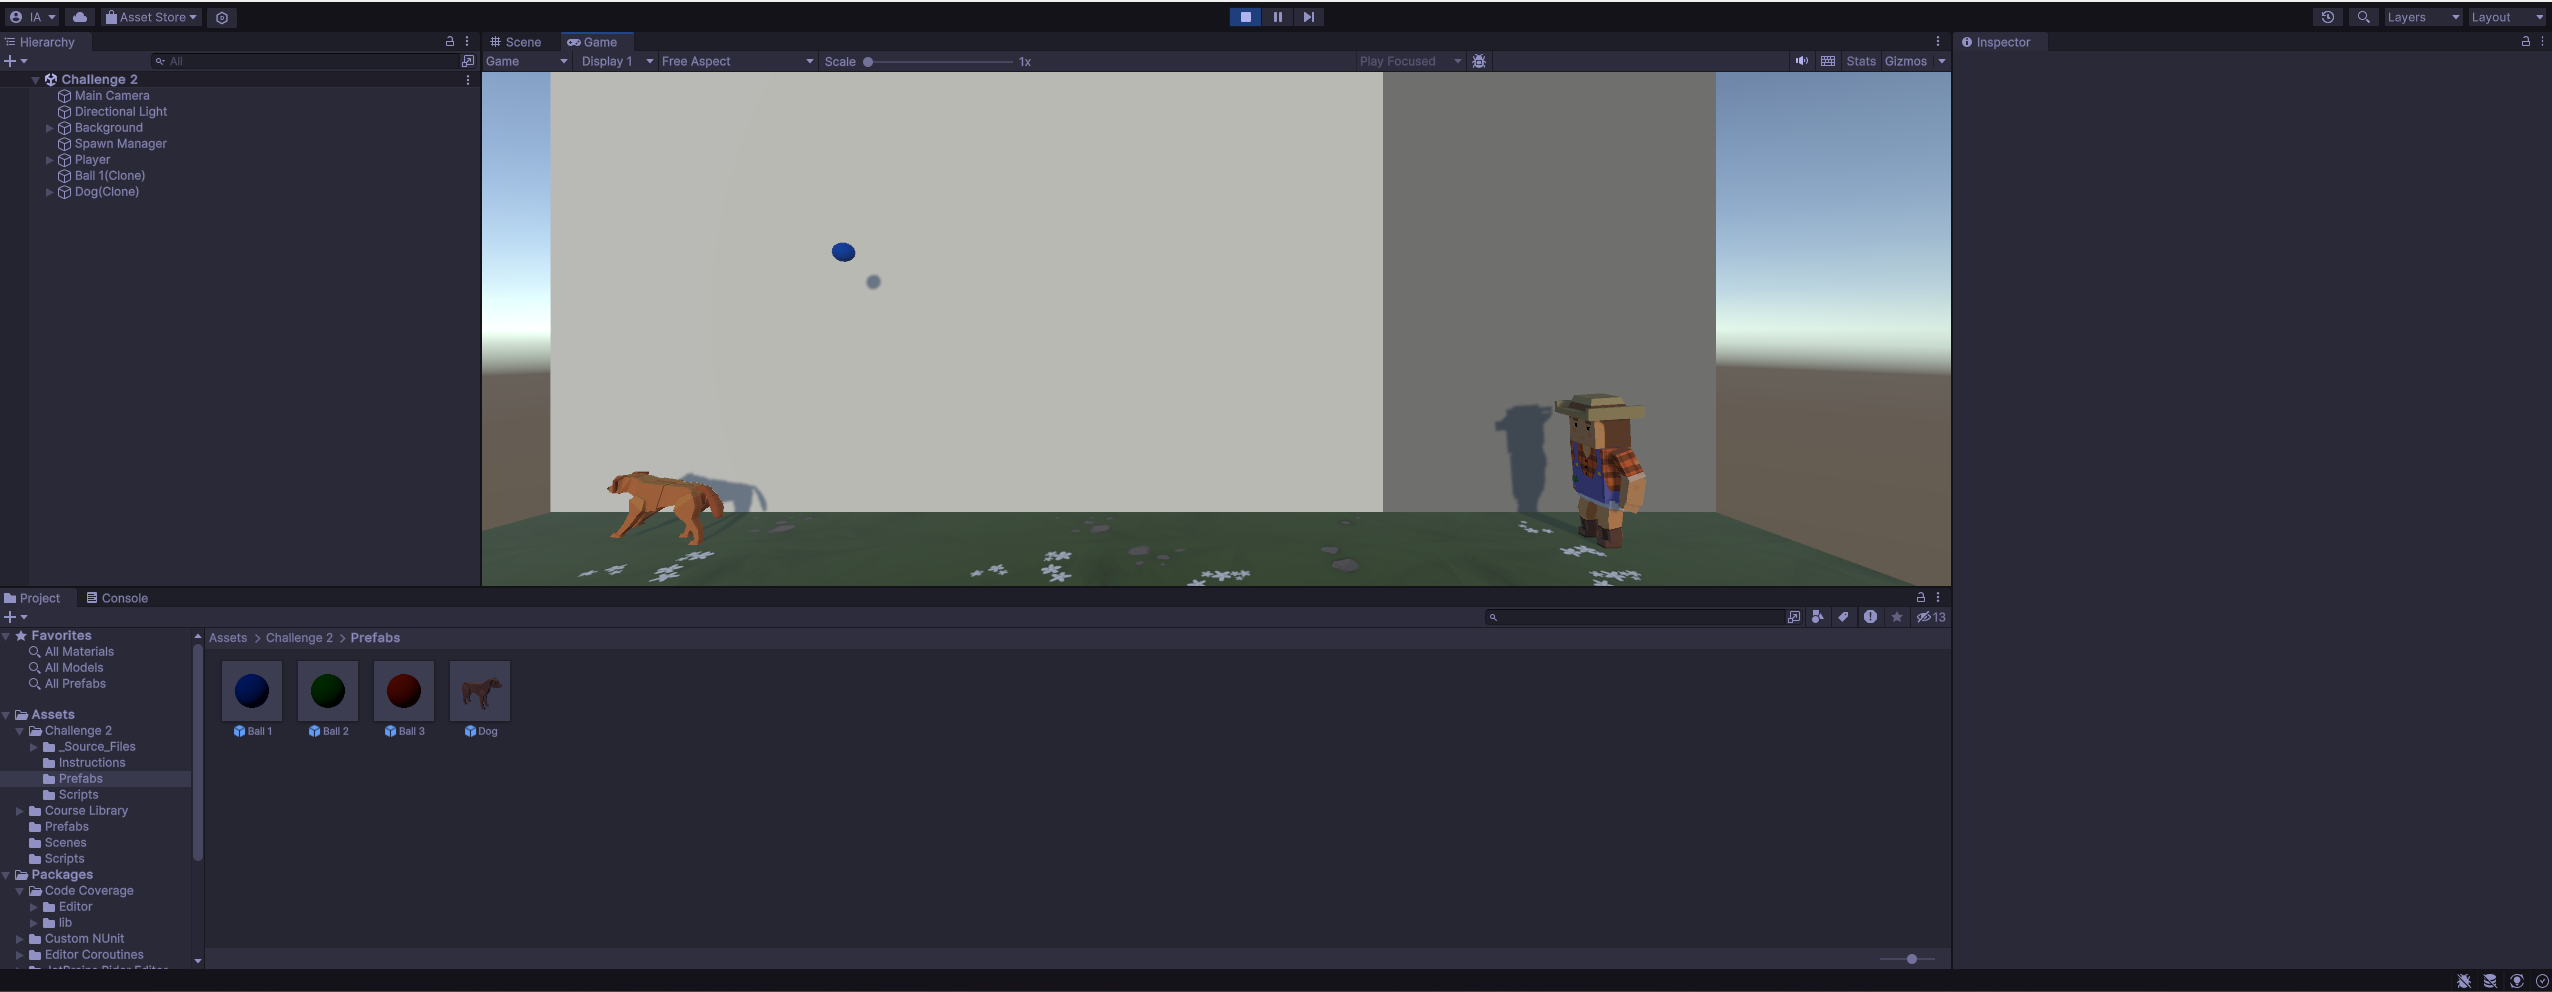 IA
Asset Store
Layers
Layout
Hierarchy
All
Challenge 2
Main Camera
Directional Light
Background
Spawn Manager
Player
Ball 1(Clone)
Dog(Clone)
Scene
Game
Game
Display 1
Free Aspect
Scale
1x
Play Focused
Stats
Gizmos
Inspector
Project
Console
13
Favorites
All Materials
All Models
All Prefabs
Assets
Challenge 2
_Source_Files
Instructions
Prefabs
Scripts
Course Library
Prefabs
Scenes
Scripts
Packages
Code Coverage
Editor
lib
Custom NUnit
Editor Coroutines
JetBrains Rider Editor
Assets > Challenge 2 > Prefabs
Ball 1
Ball 2
Ball 3
Dog